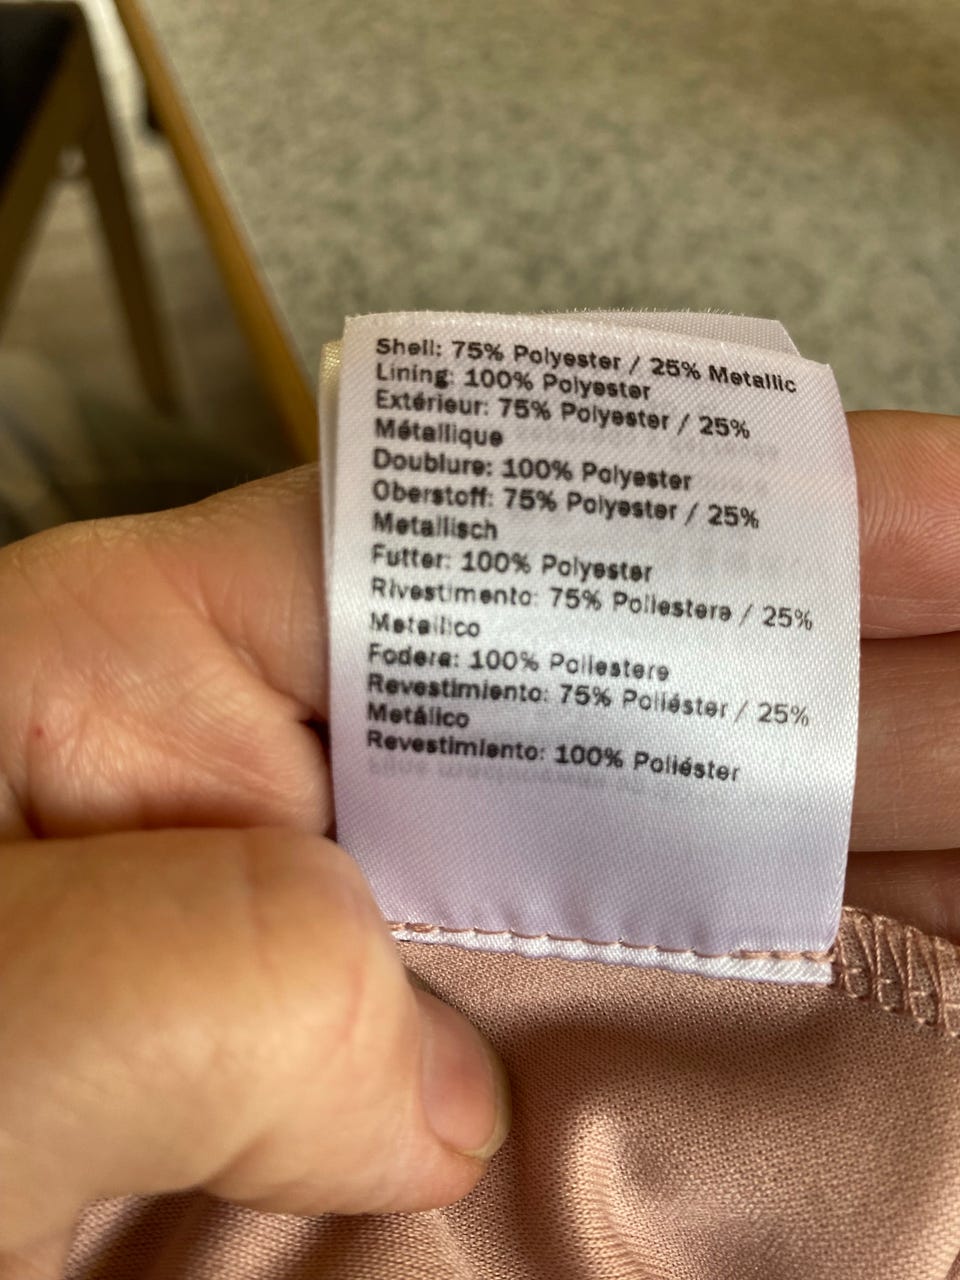 Shell: 75% Polyester / 25% Metallic
Lining: 100% Polyester
Extérieur: 75% Polyester / 25%
Métallique
Doublure: 100% Polyester
Oberstoff: 75% Polyester / 25%
Metallisch
Futter: 100% Polyester
Rivestimento: 75% Poliestere / 25%
Metallico
Fodera: 100% Poliestere
Revestimiento: 75% Poliéster / 25%
Metálico
Revestimiento: 100% Poliéster